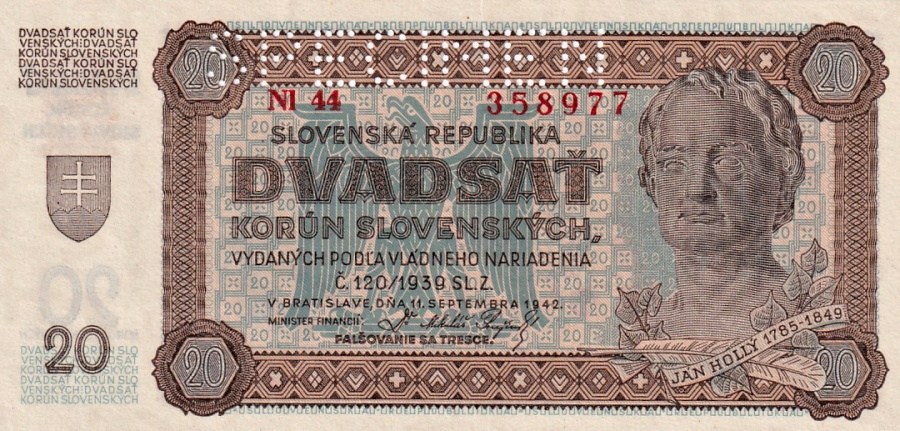 DVADSAŤ KORÚN SLO
VENSKÝCH:DVADSAŤ
KORÚN SLOVENSKÝCH
DVADSAŤ KORÚN SLO
VENSKÝCH:DVADSAŤ
KORÚN SLOVENSKÝCH
SPECIMEN
20
20
NI 44 358977
SLOVENSKÁ REPUBLIKA
DVADSAŤ
KORÚN SLOVENSKÝCH,
VYDANÝCH PODĽA VLÁDNEHO NARIADENIA
Č. 120/1939 SL. Z.
V BRATISLAVE, DŇA 11. SEPTEMBRA 1942.
MINISTER FINANCIÍ:
FALŠOVANIE SA TRESCE.
JÁN HOLLÝ 1785-1849
20
20
20
DVADSAŤ KORÚN SLO
VENSKÝCH:DVADSAŤ
KORÚN SLOVENSKÝCH
DVADSAŤ KORÚN SLO
VENSKÝCH:DVADSAŤ
KORÚN SLOVENSKÝCH